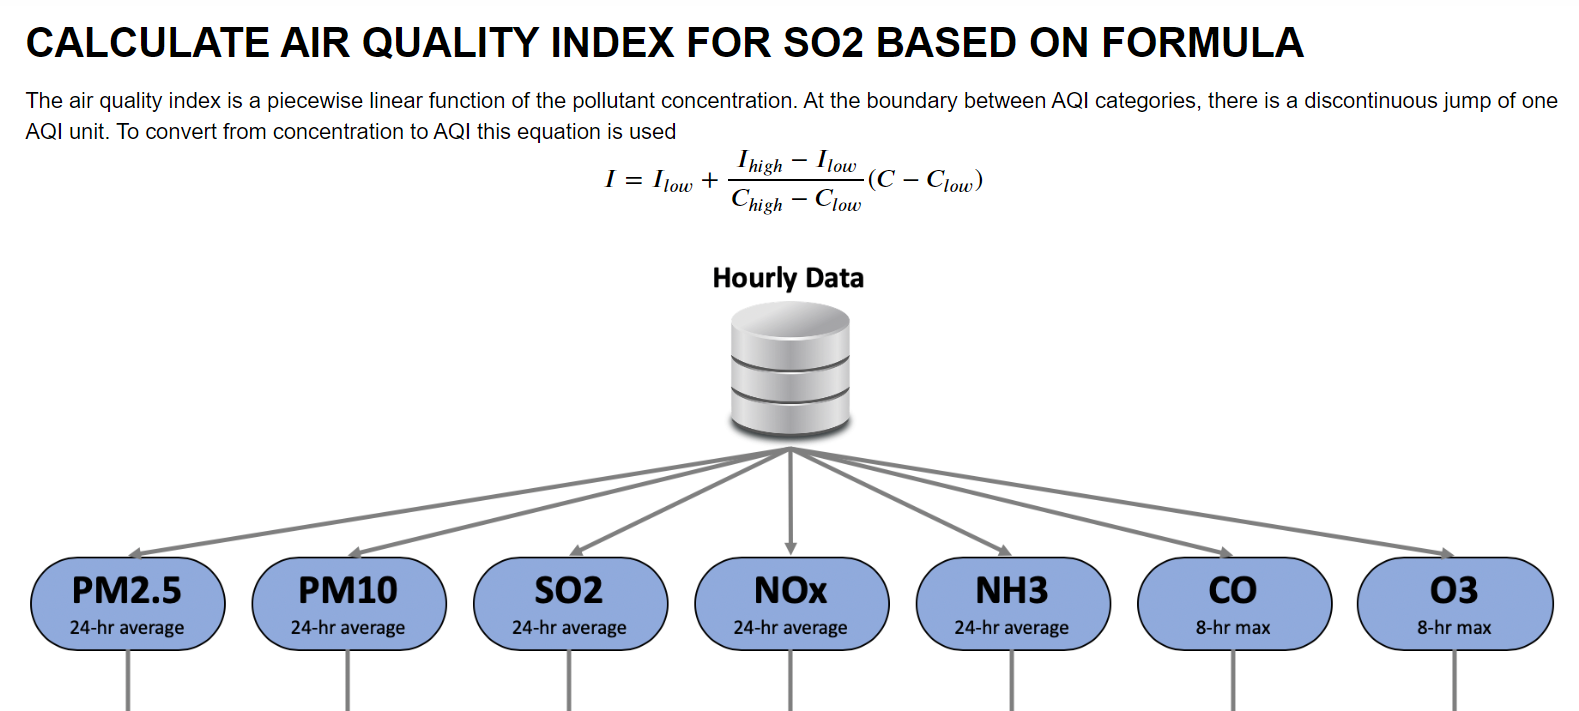 CALCULATE AIR QUALITY INDEX FOR SO2 BASED ON FORMULA
The air quality index is a piecewise linear function of the pollutant concentration. At the boundary between AQI categories, there is a discontinuous jump of one
AQI unit. To convert from concentration to AQI this equation is used
I = I_low + (I_high − I_low)/(C_high − C_low) (C − C_low)
Hourly Data
PM2.5 PM10 SO2 NOx NH3 CO O3
24-hr average 24-hr average 24-hr average 24-hr average 24-hr average 8-hr max 8-hr max